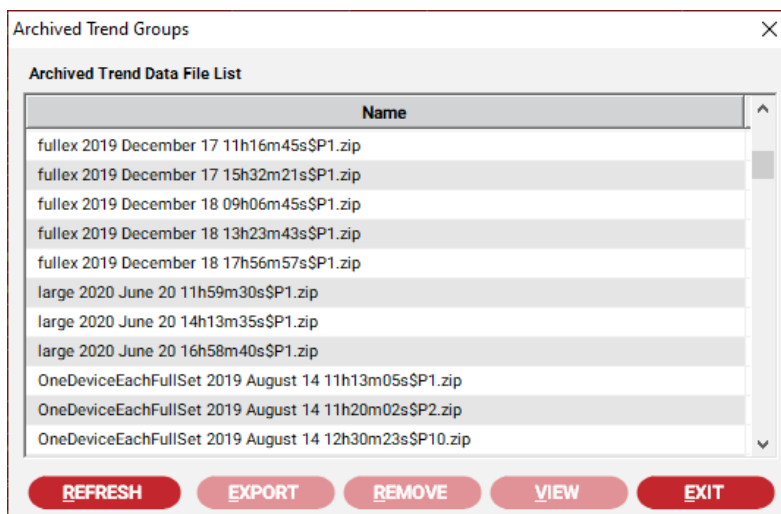 Archived Trend Groups
Archived Trend Data File List
Name
fullex 2019 December 17 11h16m45s$P1.zip
fullex 2019 December 17 15h32m21s$P1.zip
fullex 2019 December 18 09h06m45s$P1.zip
fullex 2019 December 18 13h23m43s$P1.zip
fullex 2019 December 18 17h56m57s$P1.zip
large 2020 June 20 11h59m30s$P1.zip
large 2020 June 20 14h13m35s$P1.zip
large 2020 June 20 16h58m40s$P1.zip
OneDeviceEachFullSet 2019 August 14 11h13m05s$P1.zip
OneDeviceEachFullSet 2019 August 14 11h20m02s$P2.zip
OneDeviceEachFullSet 2019 August 14 12h30m23s$P10.zip
REFRESH EXPORT REMOVE VIEW EXIT